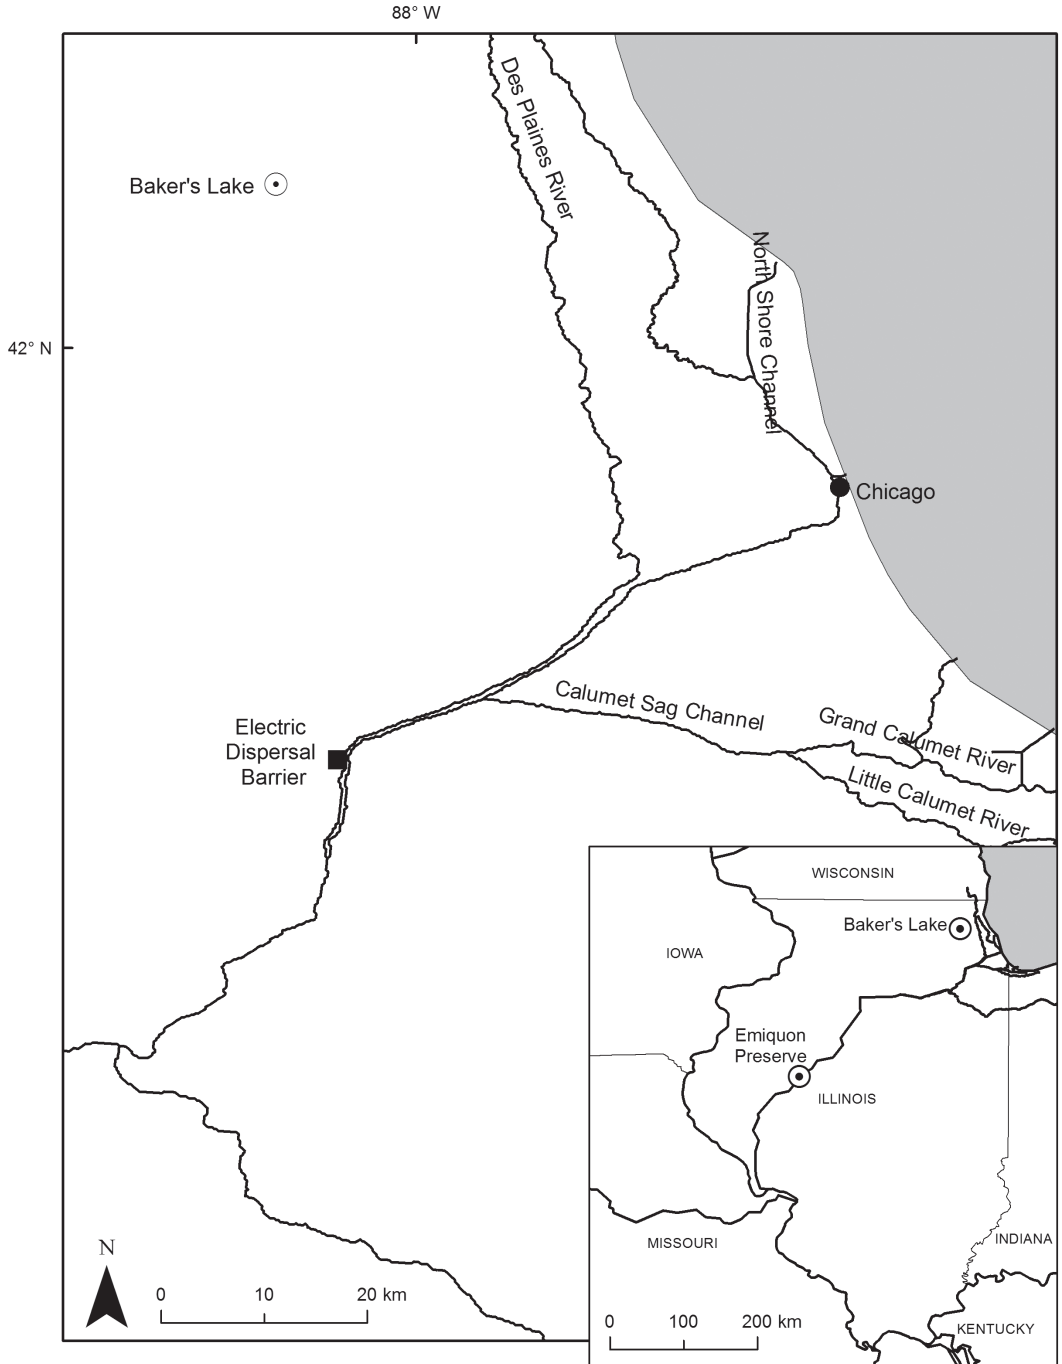 88° W
Des Plaines River
Baker's Lake
North Shore Channel
42° N
Chicago
Calumet Sag Channel
Grand Calumet River
Electric
Dispersal
Barrier
Little Calumet River
WISCONSIN
Baker's Lake
IOWA
Emiquon
Preserve
ILLINOIS
MISSOURI
INDIANA
KENTUCKY
N
0 10 20 km
0 100 200 km